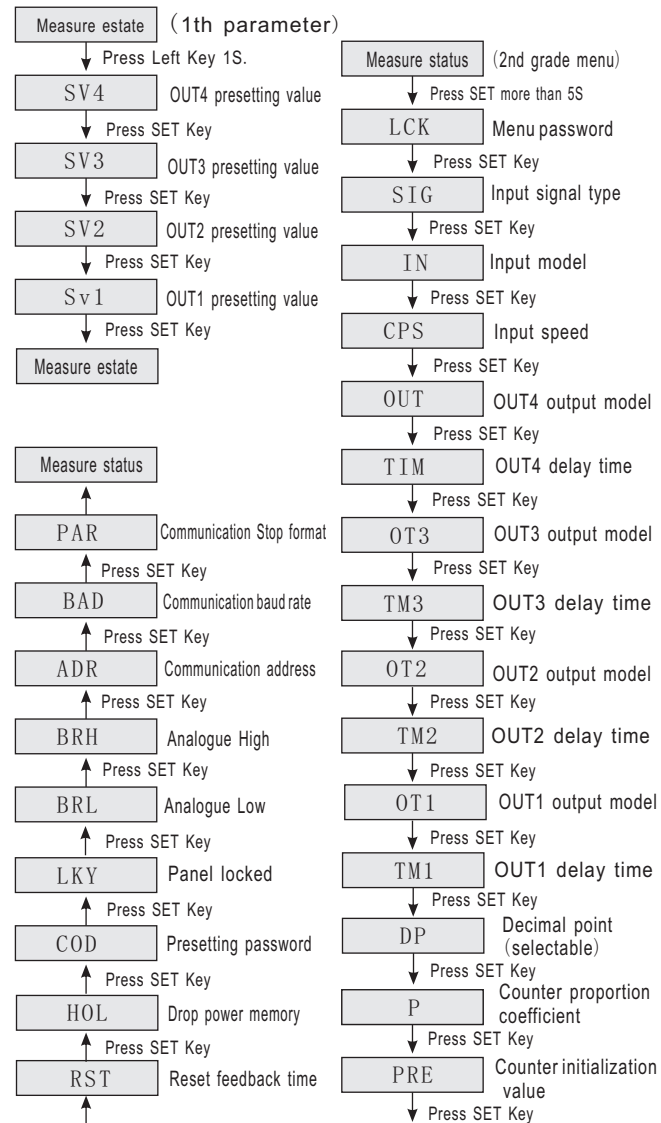 Measure estate (1th parameter)
Press Left Key 1S.
SV4 OUT4 presetting value
Press SET Key
SV3 OUT3 presetting value
Press SET Key
SV2 OUT2 presetting value
Press SET Key
Sv1 OUT1 presetting value
Press SET Key
Measure estate
Measure status
PAR Communication Stop format
Press SET Key
BAD Communication baud rate
Press SET Key
ADR Communication address
Press SET Key
BRH Analogue High
Press SET Key
BRL Analogue Low
Press SET Key
LKY Panel locked
Press SET Key
COD Presetting password
Press SET Key
HOL Drop power memory
Press SET Key
RST Reset feedback time
Measure status (2nd grade menu)
Press SET more than 5S
LCK Menu password
Press SET Key
SIG Input signal type
Press SET Key
IN Input model
Press SET Key
CPS Input speed
Press SET Key
OUT OUT4 output model
Press SET Key
TIM OUT4 delay time
Press SET Key
OT3 OUT3 output model
Press SET Key
TM3 OUT3 delay time
Press SET Key
OT2 OUT2 output model
Press SET Key
TM2 OUT2 delay time
Press SET Key
OT1 OUT1 output model
Press SET Key
TM1 OUT1 delay time
Press SET Key
DP Decimal point
(selectable)
Press SET Key
P Counter proportion
coefficient
Press SET Key
PRE Counter initialization
value
Press SET Key